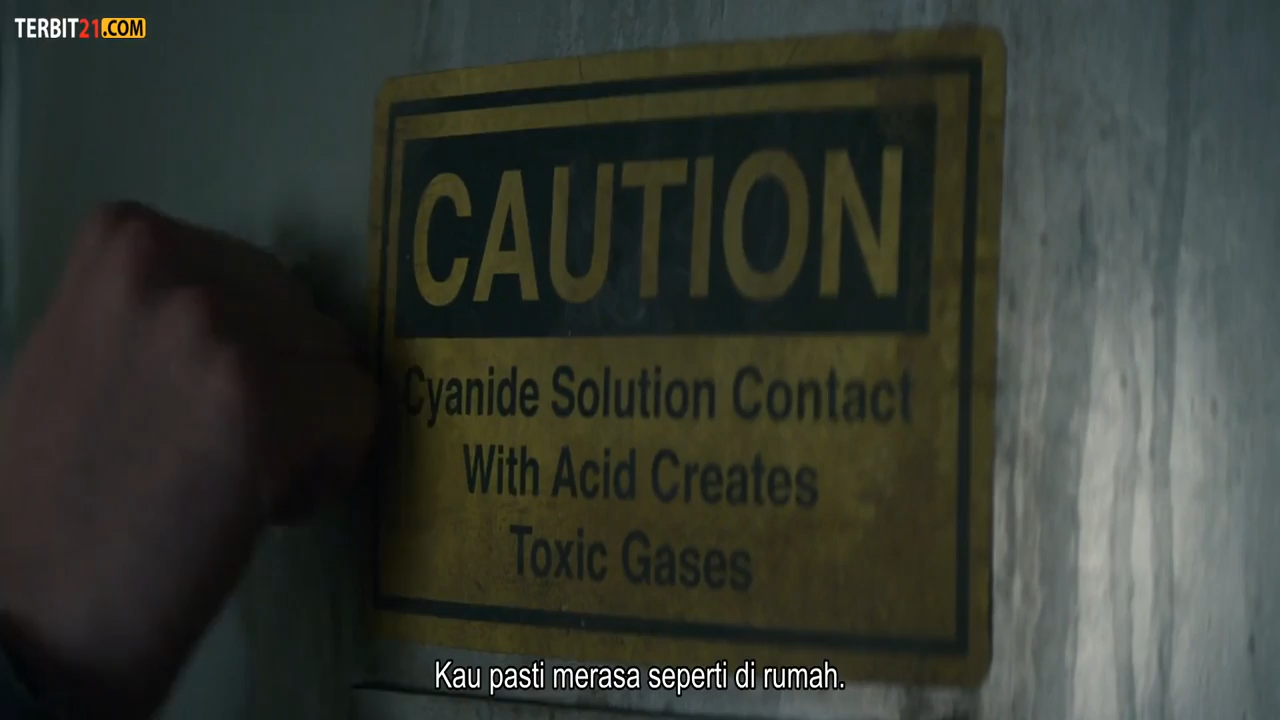 TERBIT21.COM
CAUTION
Cyanide Solution Contact
With Acid Creates
Toxic Gases
Kau pasti merasa seperti di rumah.